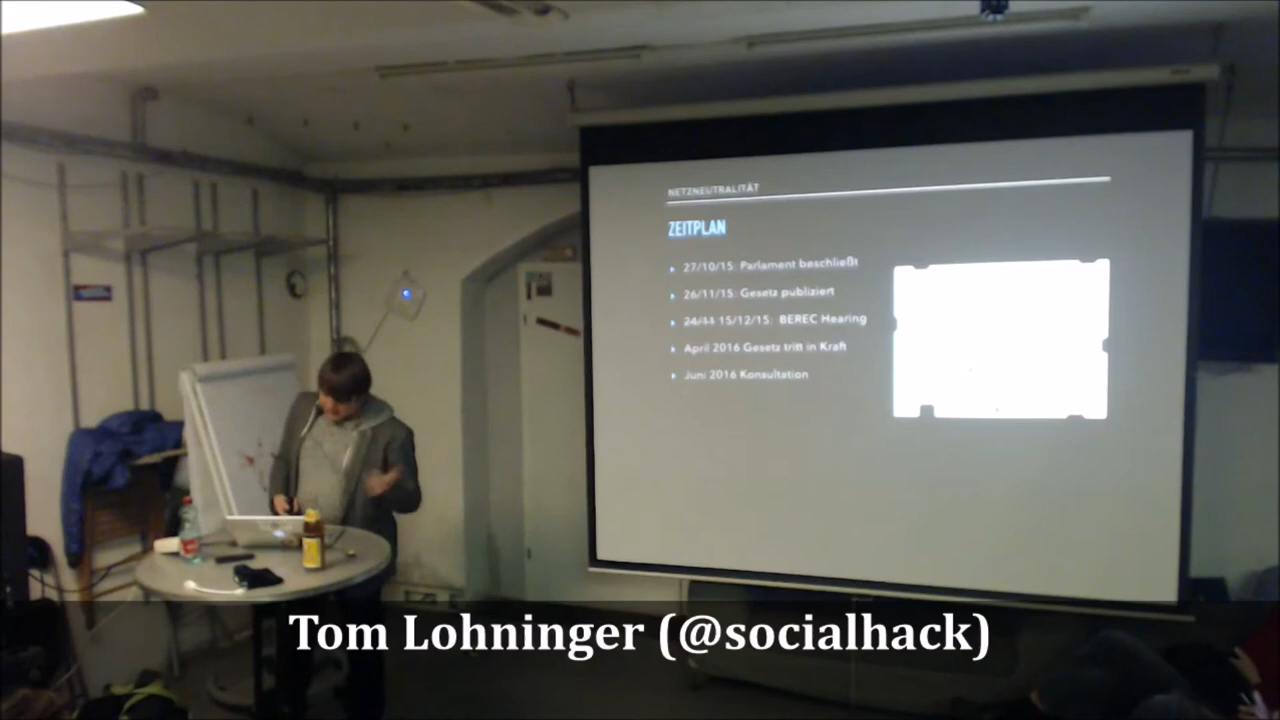 NETZNEUTRALITÄT
ZEITPLAN
27/10/15: Parlament beschließt
26/11/15: Gesetz publiziert
24/11 15/12/15: BEREC Hearing
April 2016 Gesetz tritt in Kraft
Juni 2016 Konsultation
Tom Lohninger (@socialhack)